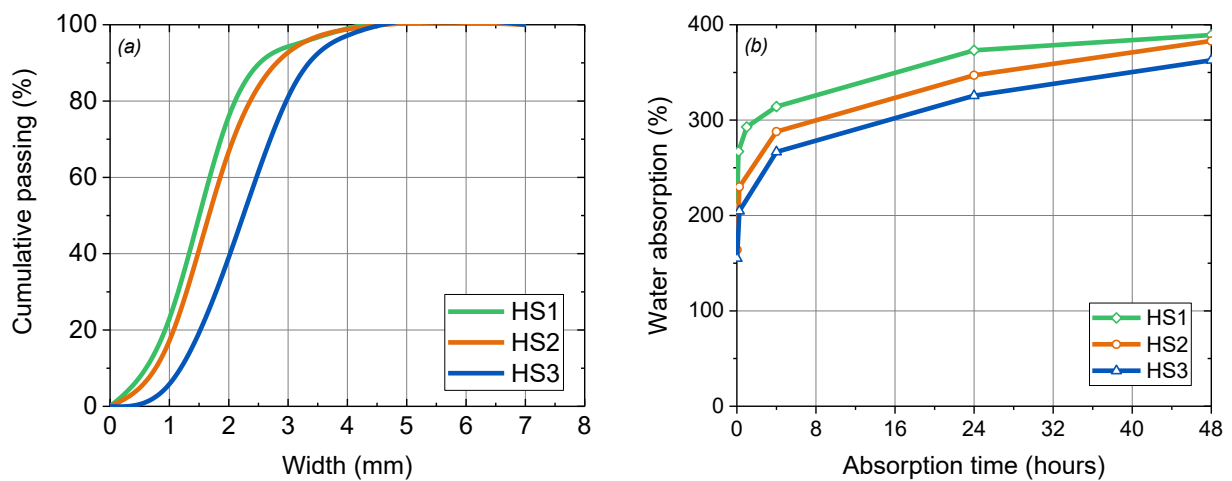 (a)
Cumulative passing (%)
100
80
60
40
20
0
0 1 2 3 4 5 6 7 8
Width (mm)
HS1
HS2
HS3
(b)
Water absorption (%)
400
300
200
100
0
0 8 16 24 32 40 48
Absorption time (hours)
HS1
HS2
HS3